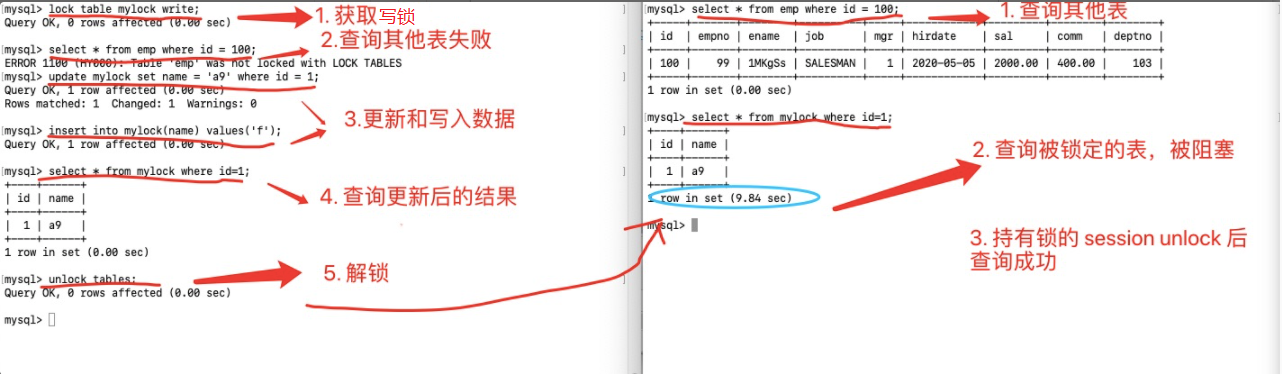 mysql> lock table mylock write;
Query OK, 0 rows affected (0.00 sec)
1. 获取写锁
mysql> select * from emp where id = 100;
2.查询其他表失败
ERROR 1100 (HY000): Table 'emp' was not locked with LOCK TABLES
mysql> update mylock set name = 'a9' where id = 1;
Query OK, 1 row affected (0.00 sec)
Rows matched: 1  Changed: 1  Warnings: 0
3.更新和写入数据
mysql> insert into mylock(name) values('f');
Query OK, 1 row affected (0.00 sec)
mysql> select * from mylock where id=1;
4. 查询更新后的结果
+----+------+
| id | name |
+----+------+
|  1 | a9   |
+----+------+
1 row in set (0.00 sec)
mysql> unlock tables;
5. 解锁
Query OK, 0 rows affected (0.00 sec)
mysql>
mysql> select * from emp where id = 100;
1. 查询其他表
+-----+-------+--------+----------+-----+------------+---------+--------+--------+
| id  | empno | ename  | job      | mgr | hirdate    | sal     | comm   | deptno |
+-----+-------+--------+----------+-----+------------+---------+--------+--------+
| 100 |    99 | 1MKgSs | SALESMAN |   1 | 2020-05-05 | 2000.00 | 400.00 |    103 |
+-----+-------+--------+----------+-----+------------+---------+--------+--------+
1 row in set (0.00 sec)
mysql> select * from mylock where id=1;
+----+------+
| id | name |
+----+------+
|  1 | a9   |
+----+------+
2. 查询被锁定的表，被阻塞
1 row in set (9.84 sec)
mysql>
3. 持有锁的 session unlock 后
查询成功